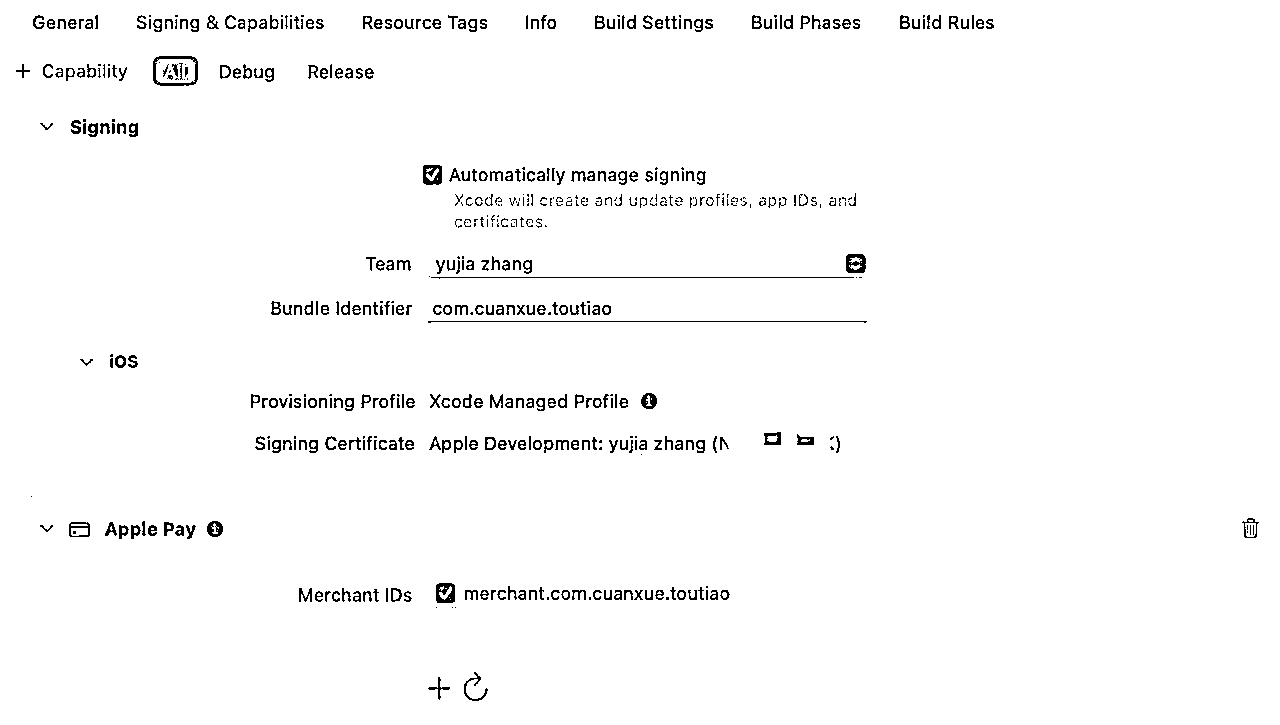 General Signing & Capabilities Resource Tags Info Build Settings Build Phases Build Rules
+ Capability All Debug Release
Signing
Automatically manage signing
Xcode will create and update profiles, app IDs, and
certificates.
Team yujia zhang
Bundle Identifier com.cuanxue.toutiao
iOS
Provisioning Profile Xcode Managed Profile
Signing Certificate Apple Development: yujia zhang (N )
Apple Pay
Merchant IDs merchant.com.cuanxue.toutiao